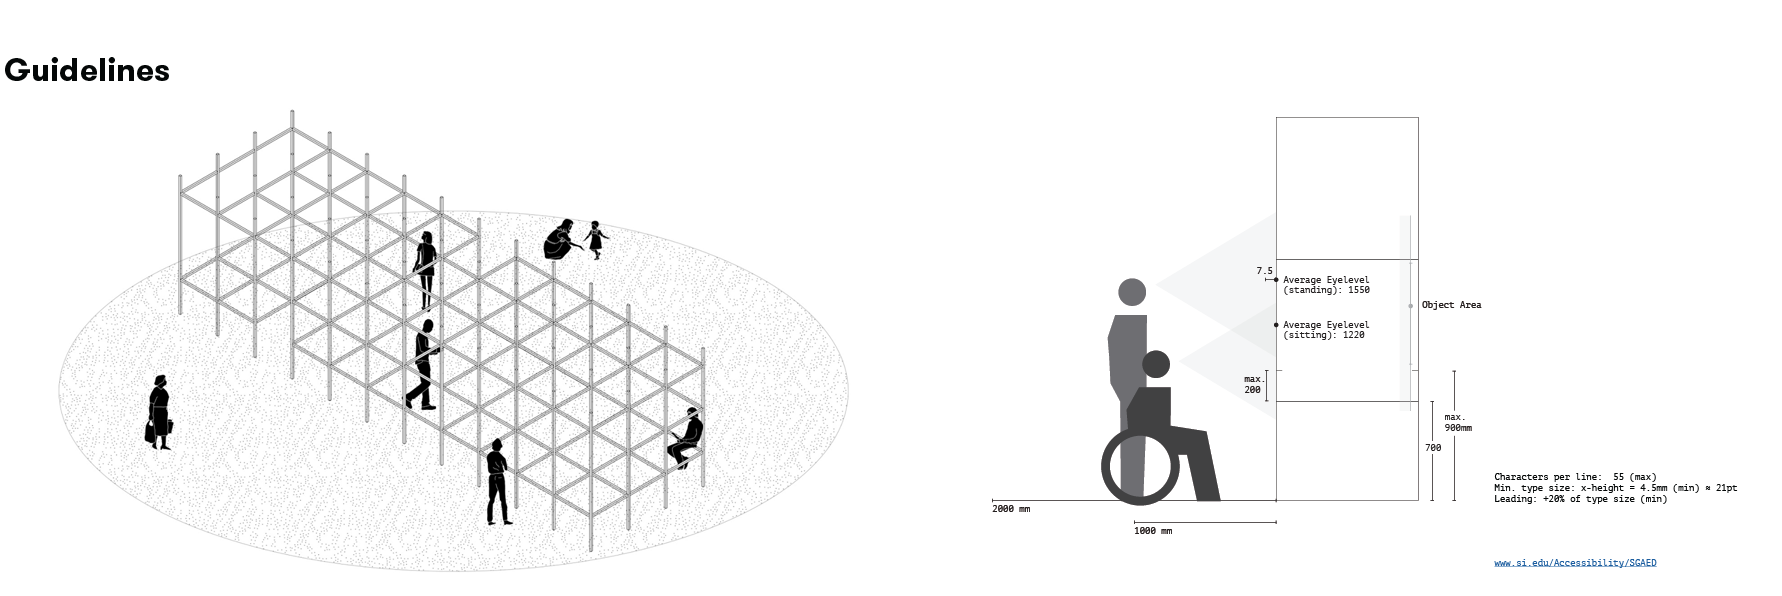 Guidelines
7.5
Average Eyelevel
(standing): 1550
Object Area
Average Eyelevel
(sitting): 1220
max.
200
max.
900mm
700
Characters per line:  55 (max)
Min. type size: x-height = 4.5mm (min) ≈ 21pt
Leading: +20% of type size (min)
2000 mm
1000 mm
www.si.edu/Accessibility/SGAED